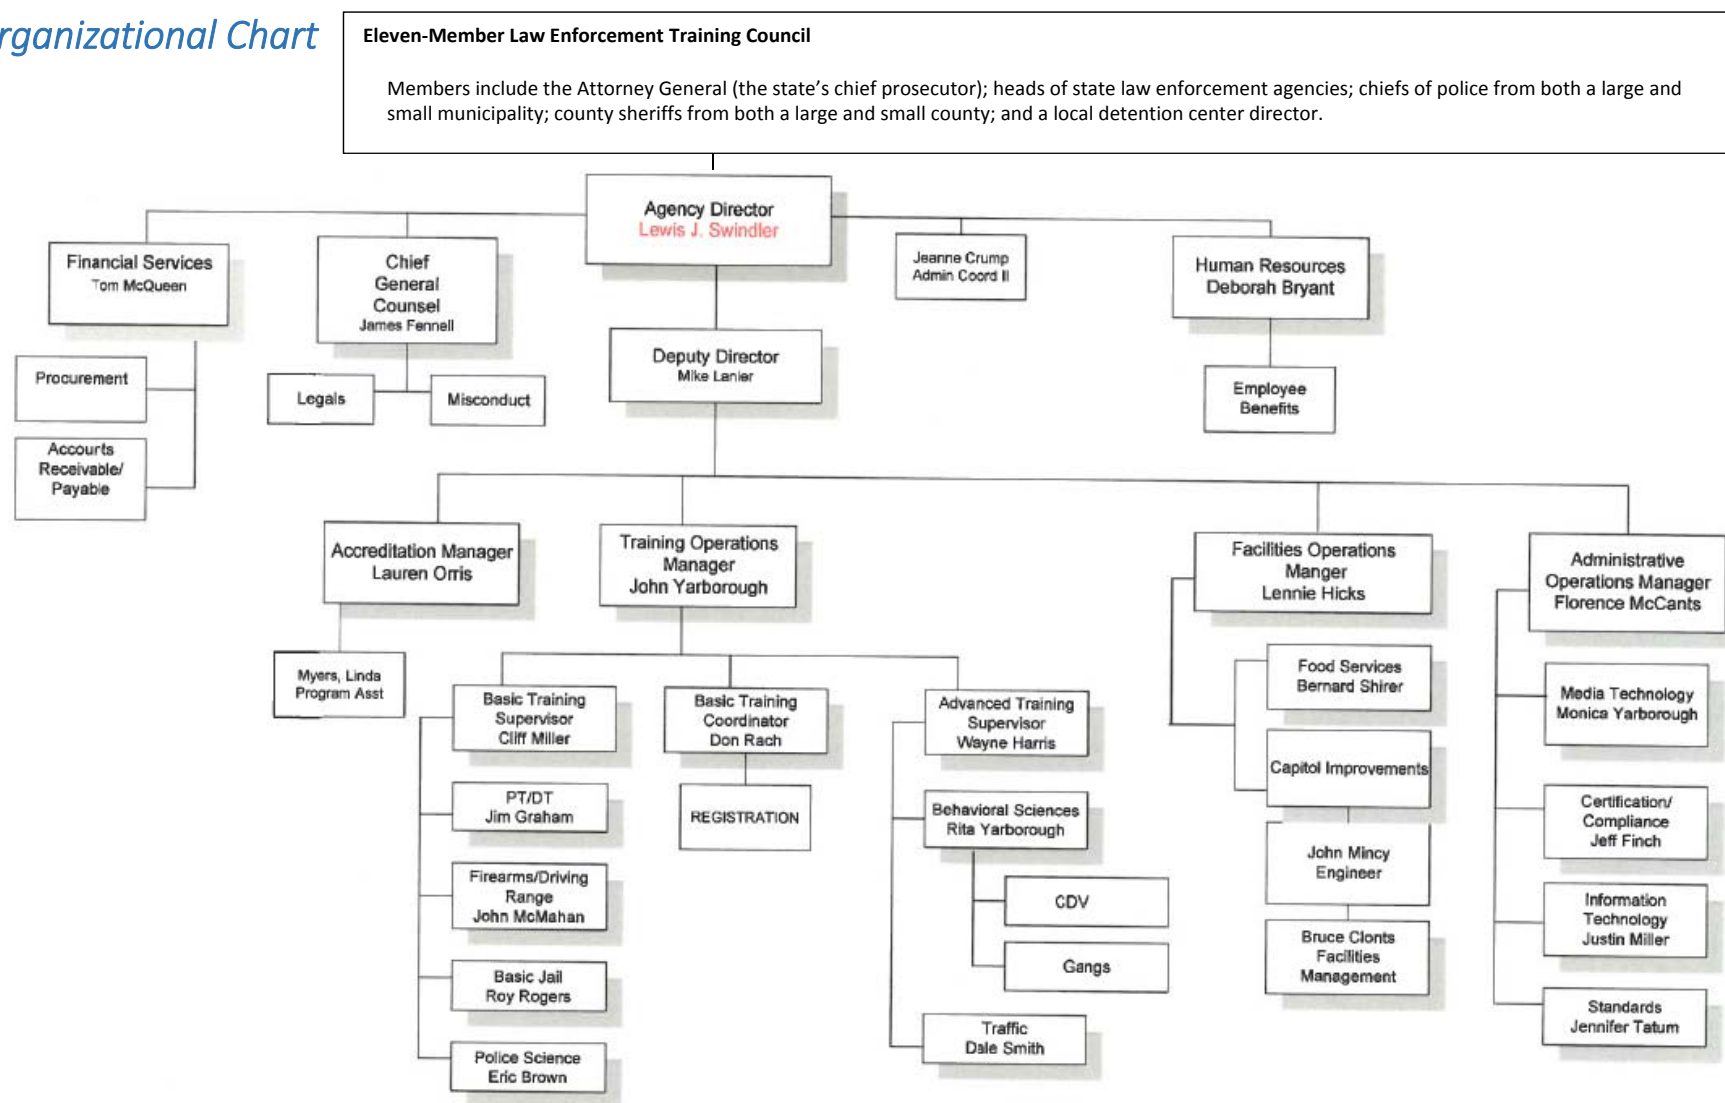 rganizational Chart
Eleven-Member Law Enforcement Training Council
Members include the Attorney General (the state's chief prosecutor); heads of state law enforcement agencies; chiefs of police from both a large and
small municipality; county sheriffs from both a large and small county; and a local detention center director.
Agency Director
Lewis J. Swindler
Financial Services
Tom McQueen
Chief
General
Counsel
James Fennell
Jeanne Crump
Admin Coord II
Human Resources
Deborah Bryant
Procurement
Accourts
Receivable/
Payable
Legals
Misconduct
Deputy Director
Mike Lanier
Employee
Benefits
Accreditation Manager
Lauren Orris
Training Operations
Manager
John Yarborough
Facilities Operations
Manger
Lennie Hicks
Administrative
Operations Manager
Florence McCants
Myers, Linda
Program Asst
Basic Training
Supervisor
Cliff Miller
Basic Training
Coordinator
Don Rach
Advanced Training
Supervisor
Wayne Harris
Food Services
Bernard Shirer
Media Technology
Monica Yarborough
PT/DT
Jim Graham
REGISTRATION
Behavioral Sciences
Rita Yarborough
Capitol Improvements
Certification/
Compliance
Jeff Finch
Firearms/Driving
Range
John McMahan
CDV
John Mincy
Engineer
Information
Technology
Justin Miller
Basic Jail
Roy Rogers
Gangs
Bruce Clonts
Facilities
Management
Standards
Jennifer Tatum
Police Science
Eric Brown
Traffic
Dale Smith